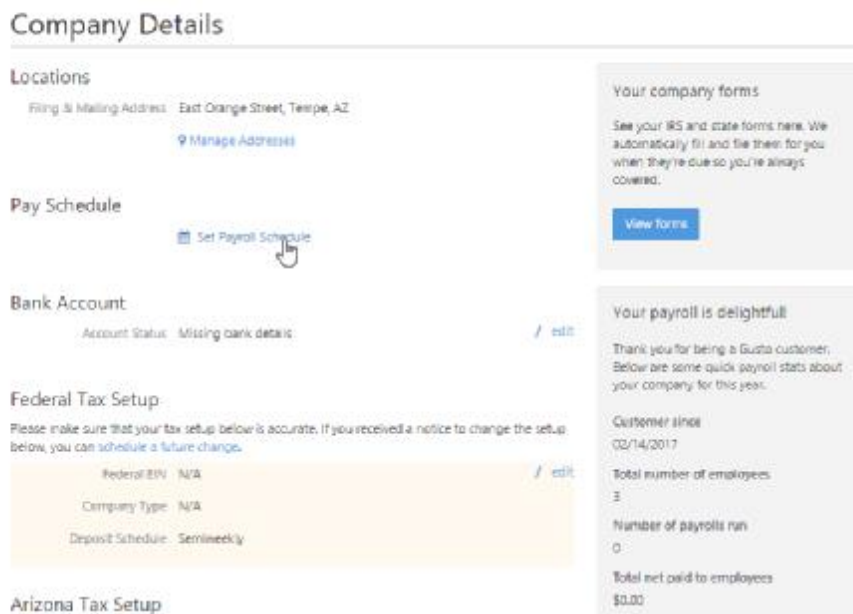 Company Details
Locations
Filing & Mailing Address East Orange Street, Tempe, AZ
Manage Addresses
Pay Schedule
Set Payroll Schedule
Bank Account
Account Status Missing bank details
edit
Federal Tax Setup
Please make sure that your tax setup below is accurate. If you received a notice to change the setup
below, you can schedule a future change.
Federal EIN N/A
edit
Company Type N/A
Deposit Schedule Semiweekly
Arizona Tax Setup
Your company forms
See your IRS and state forms here. We
automatically fill and file them for you
when they're due so you're always
covered.
View forms
Your payroll is delightful!
Thank you for being a Gusto customer.
Below are some quick payroll stats about
your company for this year.
Customer since
02/14/2017
Total number of employees
3
Number of payrolls run
0
Total net paid to employees
$0.00